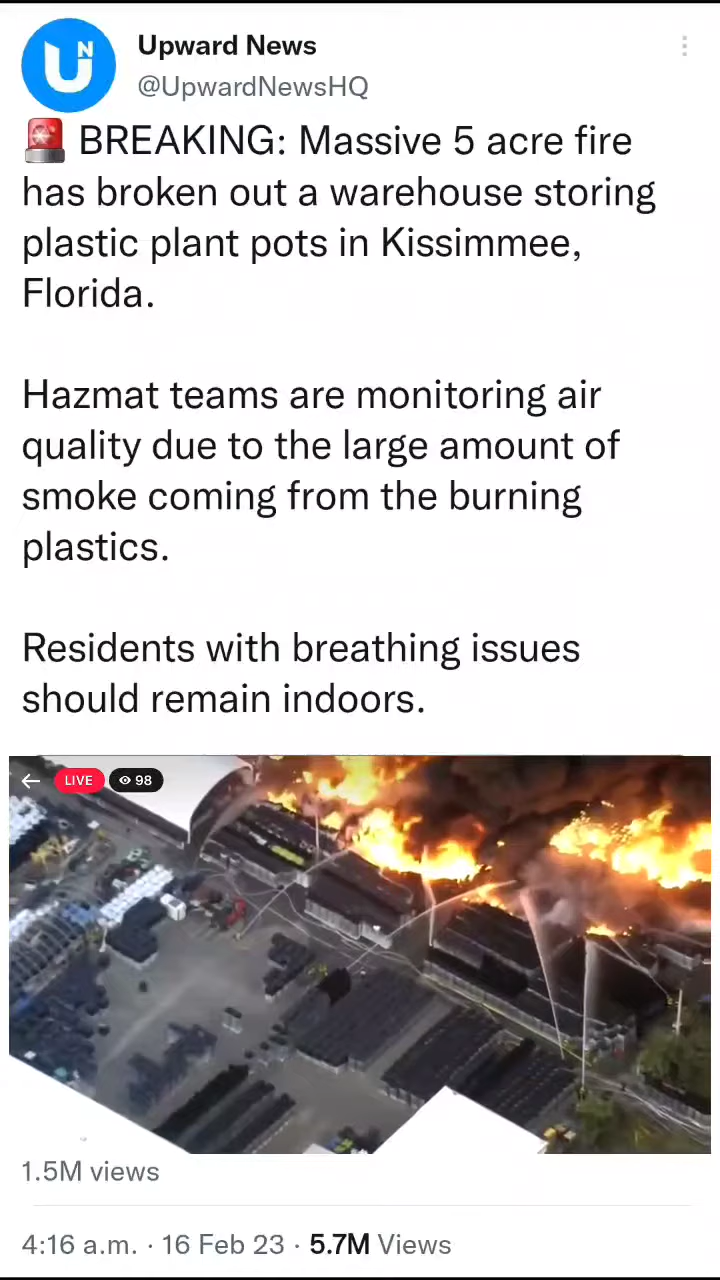 UN
Upward News
@UpwardNewsHQ
🚨 BREAKING: Massive 5 acre fire
has broken out a warehouse storing
plastic plant pots in Kissimmee,
Florida.
Hazmat teams are monitoring air
quality due to the large amount of
smoke coming from the burning
plastics.
Residents with breathing issues
should remain indoors.
LIVE 98
1.5M views
4:16 a.m. · 16 Feb 23 · 5.7M Views